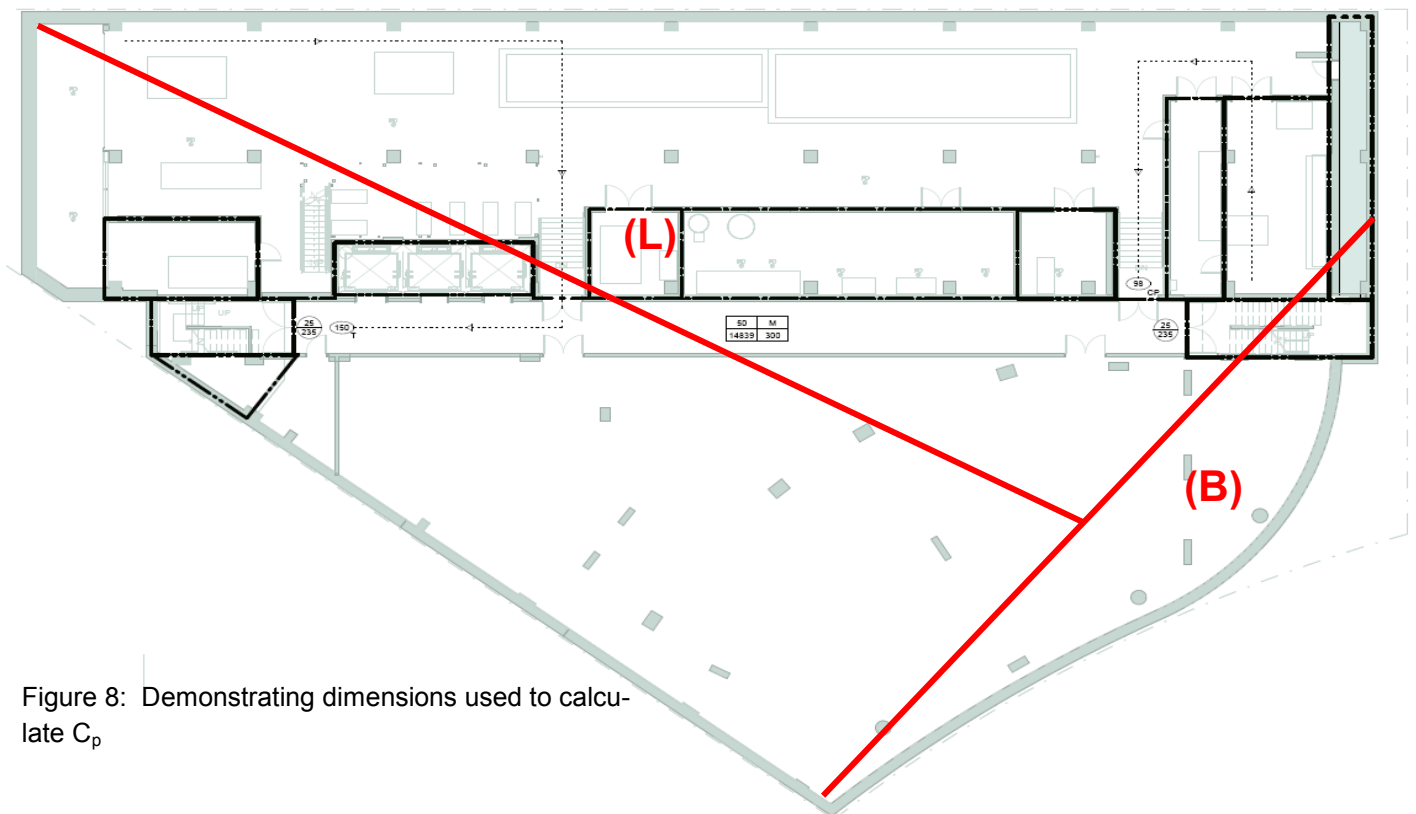 (L)
98
CP
25
235
150
T
50 M
14839 300
25
235
UP
(B)
Figure 8:  Demonstrating dimensions used to calcu-
late Cp